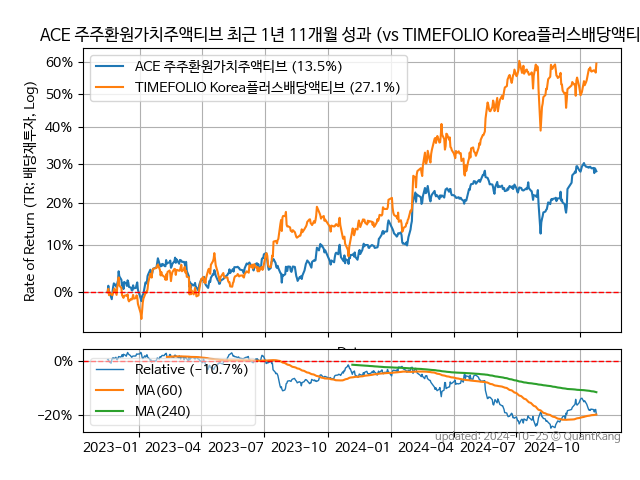 ACE 주주환원가치주액티브 최근 1년 11개월 성과 (vs TIMEFOLIO Korea플러스배당액티
Rate of Return (TR: 배당재투자, Log)
60%
50%
40%
30%
20%
10%
0%
ACE 주주환원가치주액티브 (13.5%)
TIMEFOLIO Korea플러스배당액티브 (27.1%)
0%
−20%
Relative (−10.7%)
MA(60)
MA(240)
2023−01 2023−04 2023−07 2023−10 2024−01 2024−04 2024−07 2024−10
updated: 2024−10−25 © QuantKang